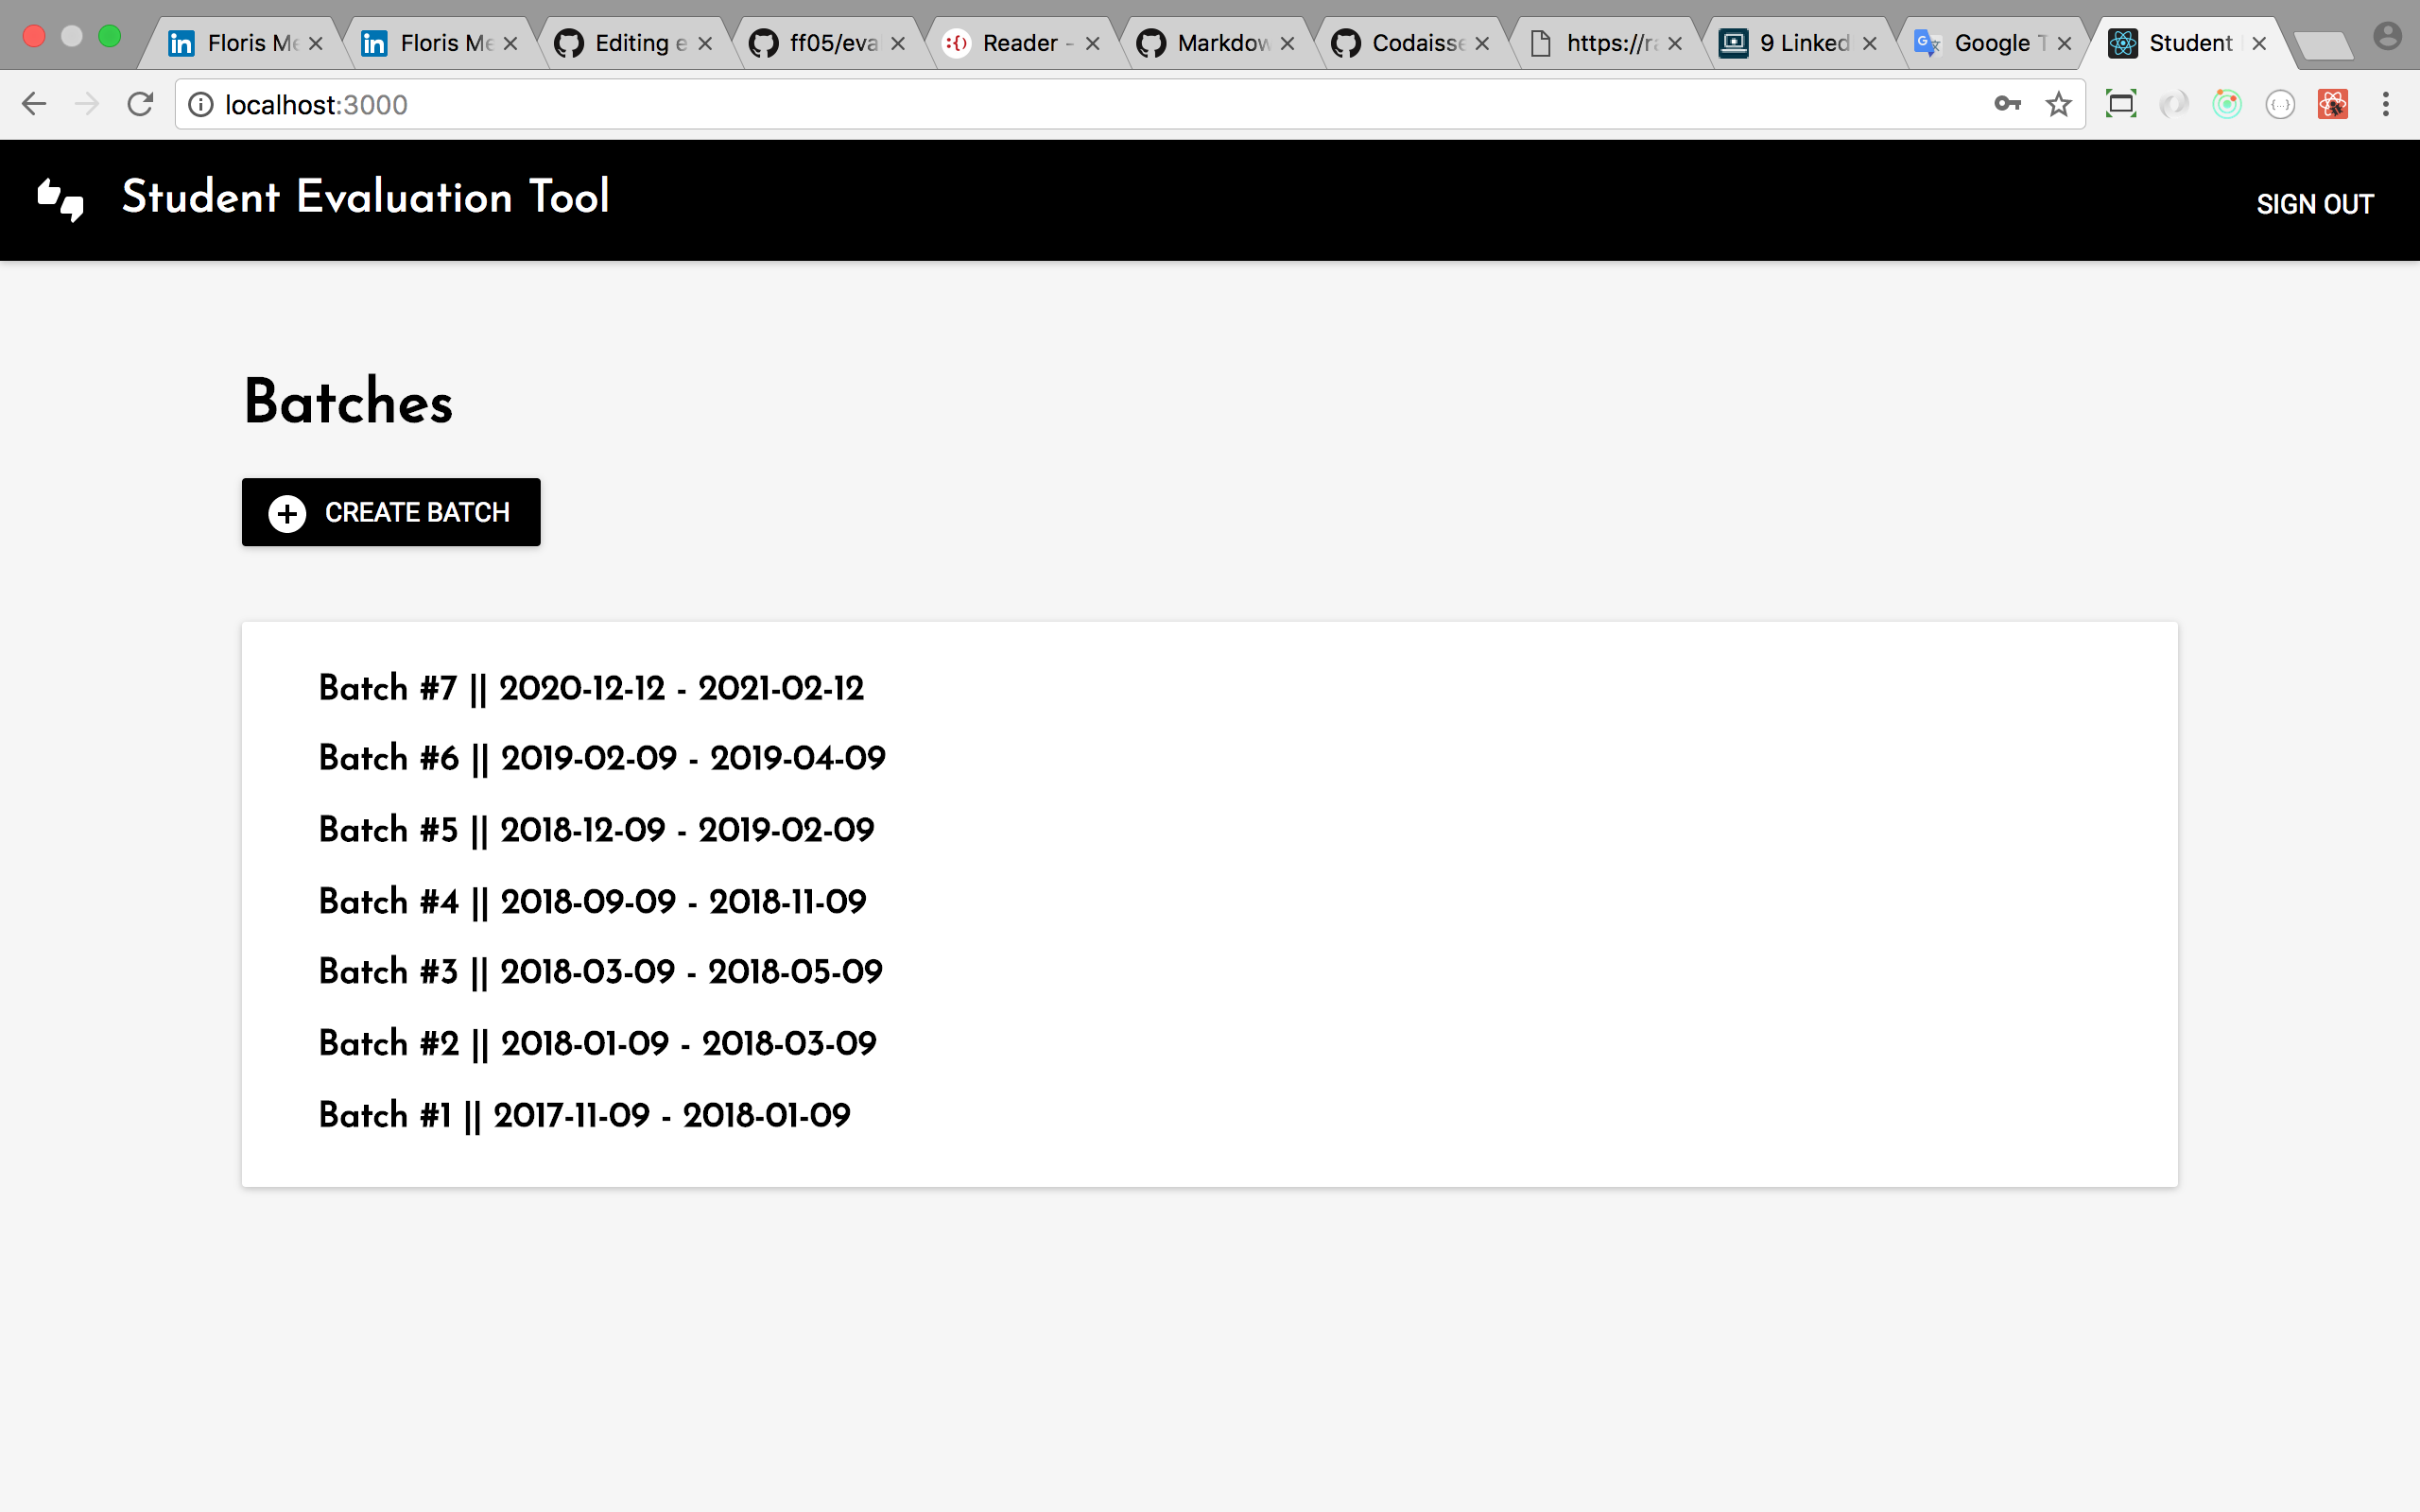 Floris Me
Floris Me
Editing e
ff05/eva
Reader -
Markdow
Codaisse
https://ra
9 Linked
Google T
Student
localhost:3000
Student Evaluation Tool
SIGN OUT
Batches
CREATE BATCH
Batch #7 || 2020-12-12 - 2021-02-12
Batch #6 || 2019-02-09 - 2019-04-09
Batch #5 || 2018-12-09 - 2019-02-09
Batch #4 || 2018-09-09 - 2018-11-09
Batch #3 || 2018-03-09 - 2018-05-09
Batch #2 || 2018-01-09 - 2018-03-09
Batch #1 || 2017-11-09 - 2018-01-09